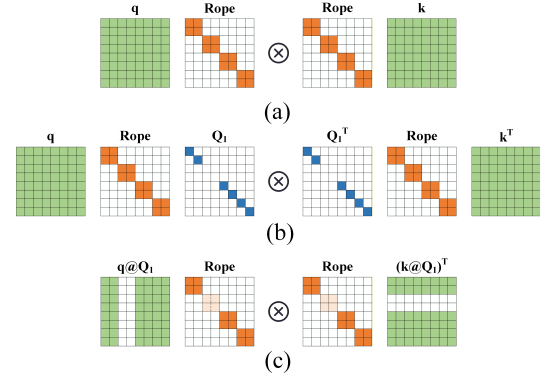 q Rope Rope k
(a)
q Rope Q₁ Q₁ᵀ Rope kᵀ
(b)
q@Q₁ Rope Rope (k@Q₁)ᵀ
(c)